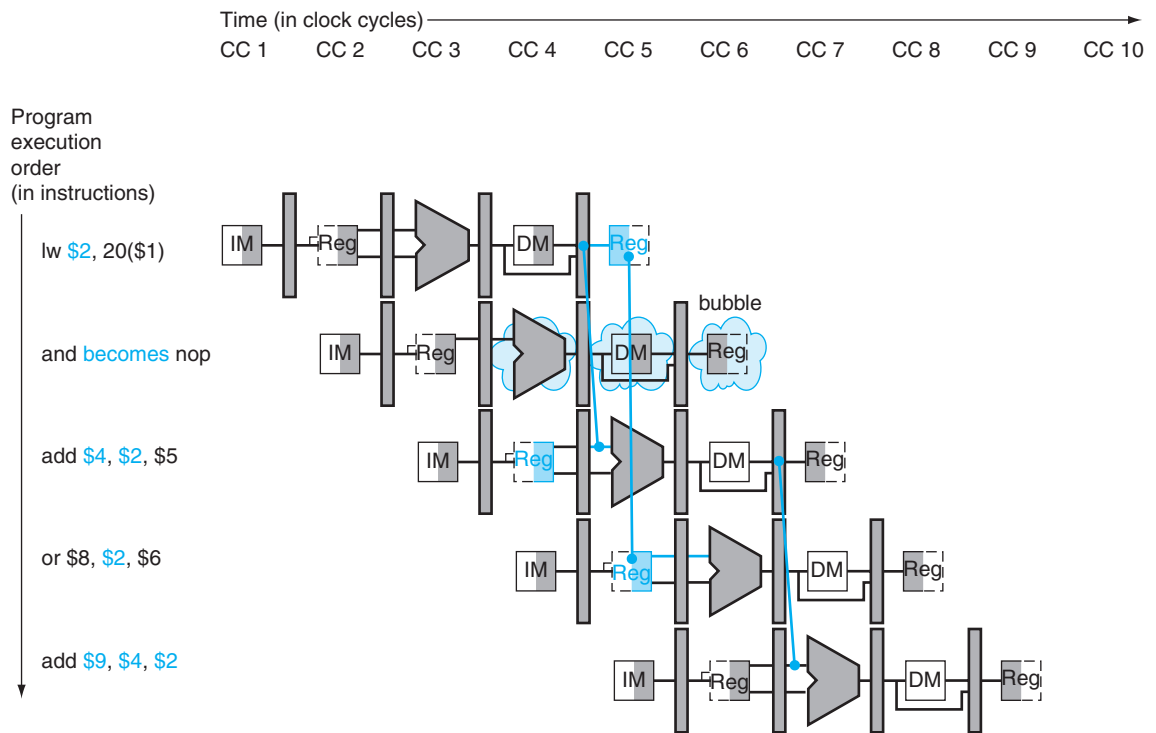 Time (in clock cycles)
CC 1 CC 2 CC 3 CC 4 CC 5 CC 6 CC 7 CC 8 CC 9 CC 10
Program
execution
order
(in instructions)
lw $2, 20($1)
IM Reg DM Reg
bubble
and becomes nop
IM Reg DM Reg
add $4, $2, $5
IM Reg DM Reg
or $8, $2, $6
IM Reg DM Reg
add $9, $4, $2
IM Reg DM Reg